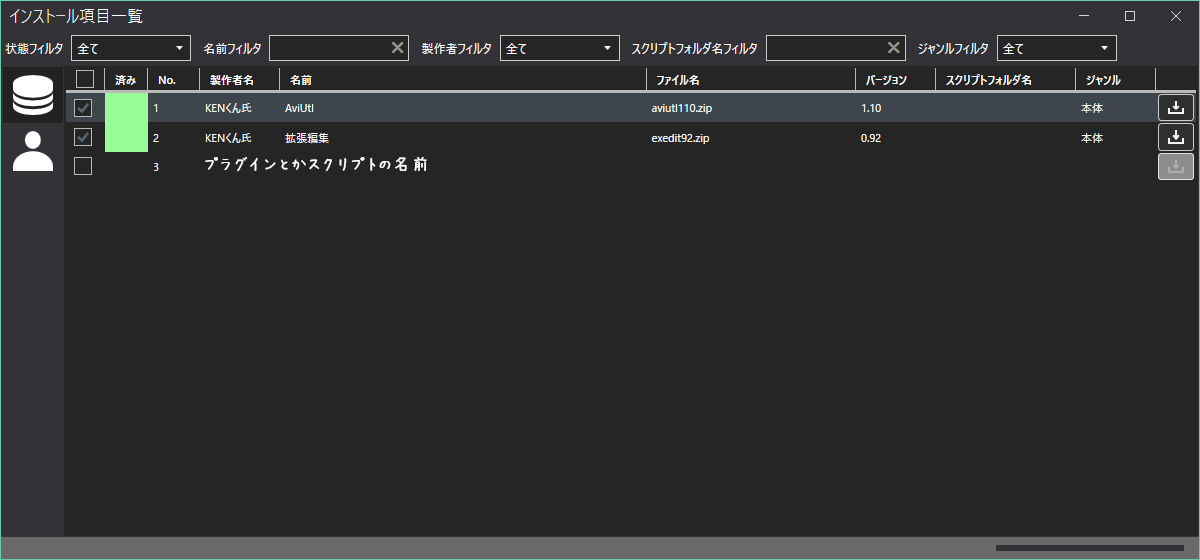 インストール項目一覧
状態フィルタ 全て 名前フィルタ 製作者フィルタ 全て スクリプトフォルダ名フィルタ ジャンルフィルタ 全て
済み No. 製作者名 名前 ファイル名 バージョン スクリプトフォルダ名 ジャンル
1 KENくん氏 AviUtl aviutl110.zip 1.10 本体
2 KENくん氏 拡張編集 exedit92.zip 0.92 本体
3 プラグインとかスクリプトの名前